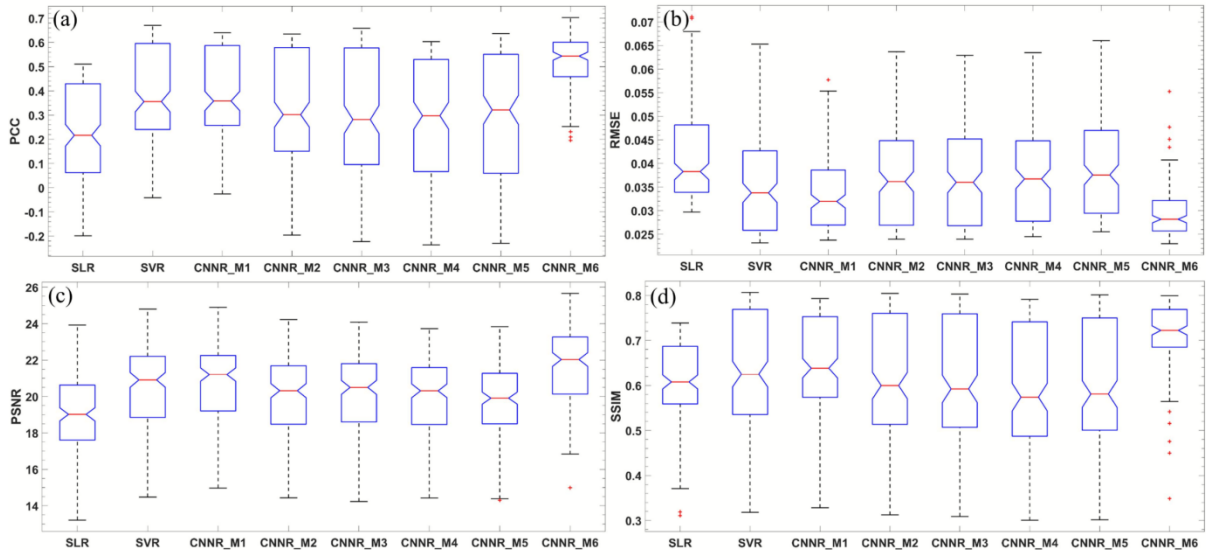 (a)
PCC
0.7
0.6
0.5
0.4
0.3
0.2
0.1
0
-0.1
-0.2
SLR SVR CNNR_M1 CNNR_M2 CNNR_M3 CNNR_M4 CNNR_M5 CNNR_M6
(b)
RMSE
0.07
0.065
0.06
0.055
0.05
0.045
0.04
0.035
0.03
0.025
SLR SVR CNNR_M1 CNNR_M2 CNNR_M3 CNNR_M4 CNNR_M5 CNNR_M6
(c)
PSNR
26
24
22
20
18
16
14
SLR SVR CNNR_M1 CNNR_M2 CNNR_M3 CNNR_M4 CNNR_M5 CNNR_M6
(d)
SSIM
0.8
0.7
0.6
0.5
0.4
0.3
SLR SVR CNNR_M1 CNNR_M2 CNNR_M3 CNNR_M4 CNNR_M5 CNNR_M6